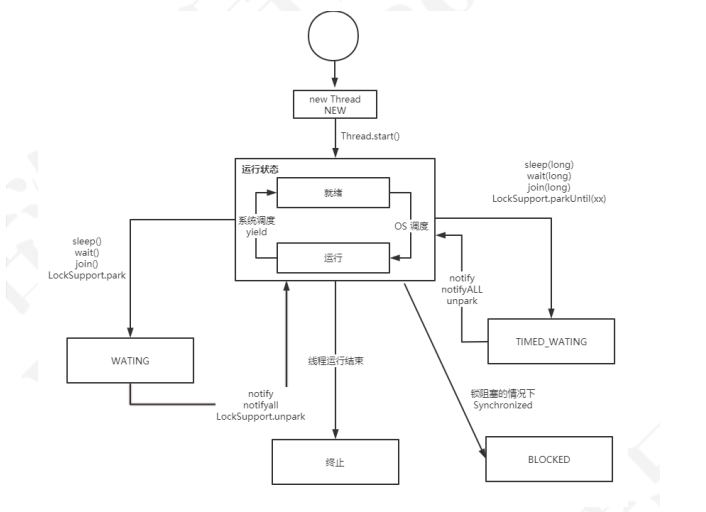 new Thread
NEW
Thread.start()
运行状态
就绪
系统调度
yield
OS 调度
运行
sleep(long)
wait(long)
join(long)
LockSupport.parkUntil(xx)
sleep()
wait()
join()
LockSupport.park
notify
notifyALL
unpark
WATING
TIMED_WATING
线程运行结束
notify
notifyall
LockSupport.unpark
锁阻塞的情况下
Synchronized
终止
BLOCKED